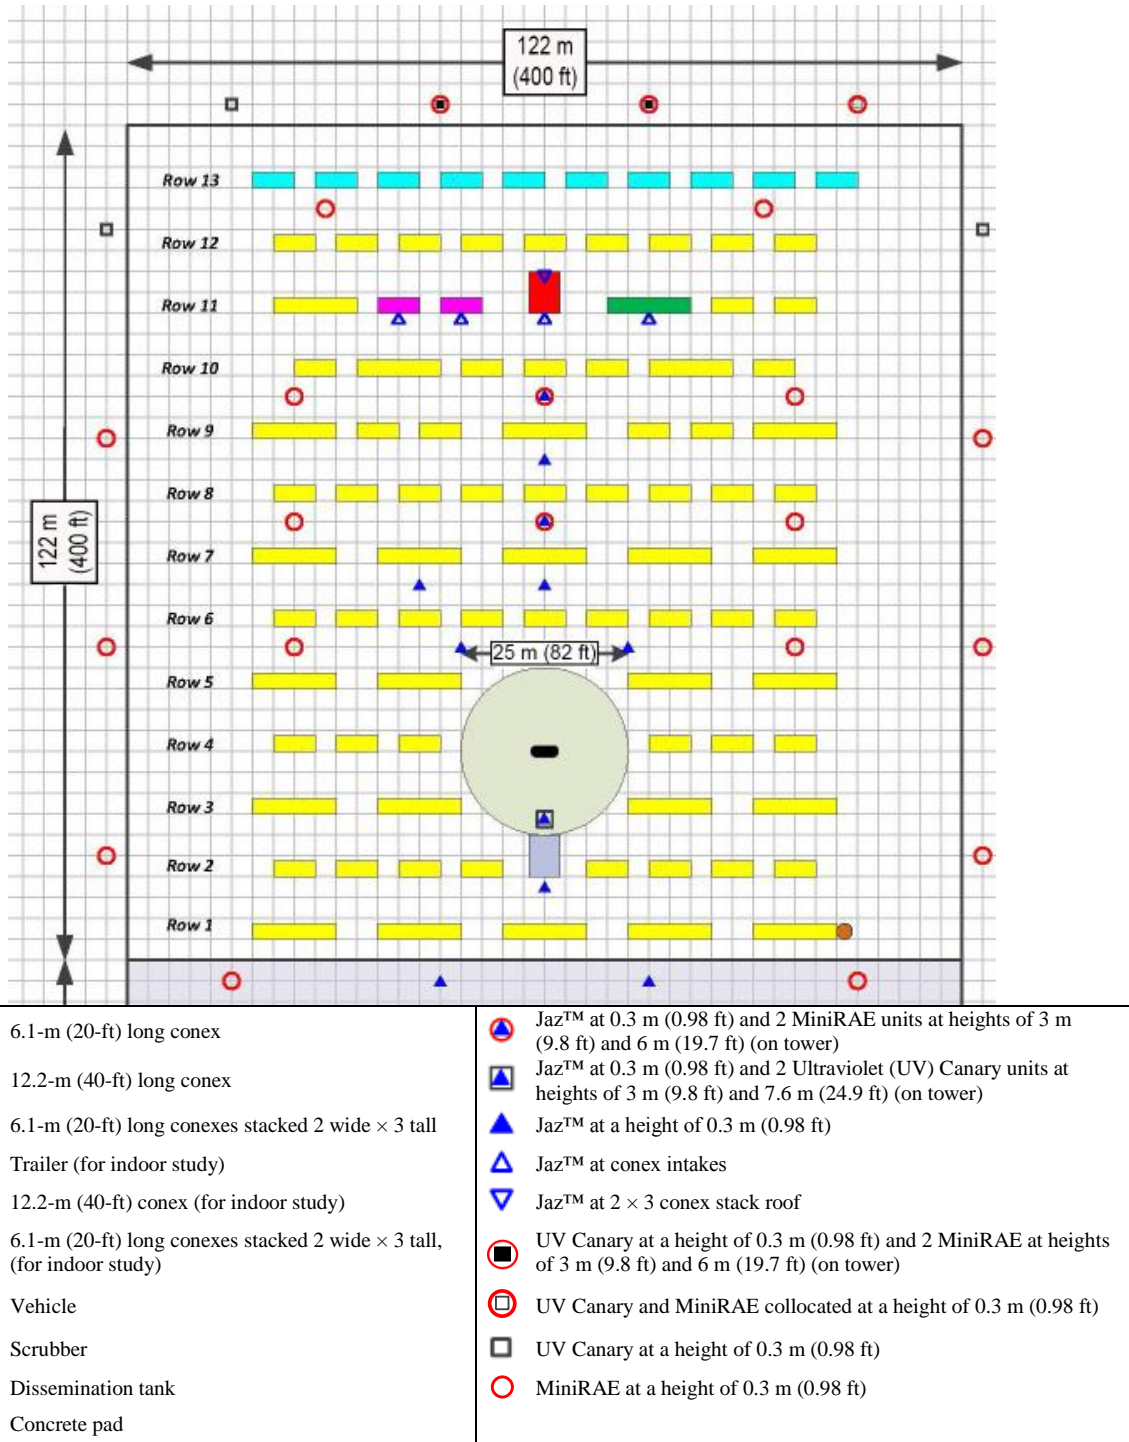 122 m
(400 ft)
Row 13
Row 12
Row 11
Row 10
Row 9
Row 8
122 m
(400 ft)
Row 7
Row 6
25 m (82 ft)
Row 5
Row 4
Row 3
Row 2
Row 1
6.1-m (20-ft) long conex
12.2-m (40-ft) long conex
6.1-m (20-ft) long conexes stacked 2 wide × 3 tall
Trailer (for indoor study)
12.2-m (40-ft) conex (for indoor study)
6.1-m (20-ft) long conexes stacked 2 wide × 3 tall,
(for indoor study)
Vehicle
Scrubber
Dissemination tank
Concrete pad
Jaz™ at 0.3 m (0.98 ft) and 2 MiniRAE units at heights of 3 m
(9.8 ft) and 6 m (19.7 ft) (on tower)
Jaz™ at 0.3 m (0.98 ft) and 2 Ultraviolet (UV) Canary units at
heights of 3 m (9.8 ft) and 7.6 m (24.9 ft) (on tower)
Jaz™ at a height of 0.3 m (0.98 ft)
Jaz™ at conex intakes
Jaz™ at 2 × 3 conex stack roof
UV Canary at a height of 0.3 m (0.98 ft) and 2 MiniRAE at heights
of 3 m (9.8 ft) and 6 m (19.7 ft) (on tower)
UV Canary and MiniRAE collocated at a height of 0.3 m (0.98 ft)
UV Canary at a height of 0.3 m (0.98 ft)
MiniRAE at a height of 0.3 m (0.98 ft)